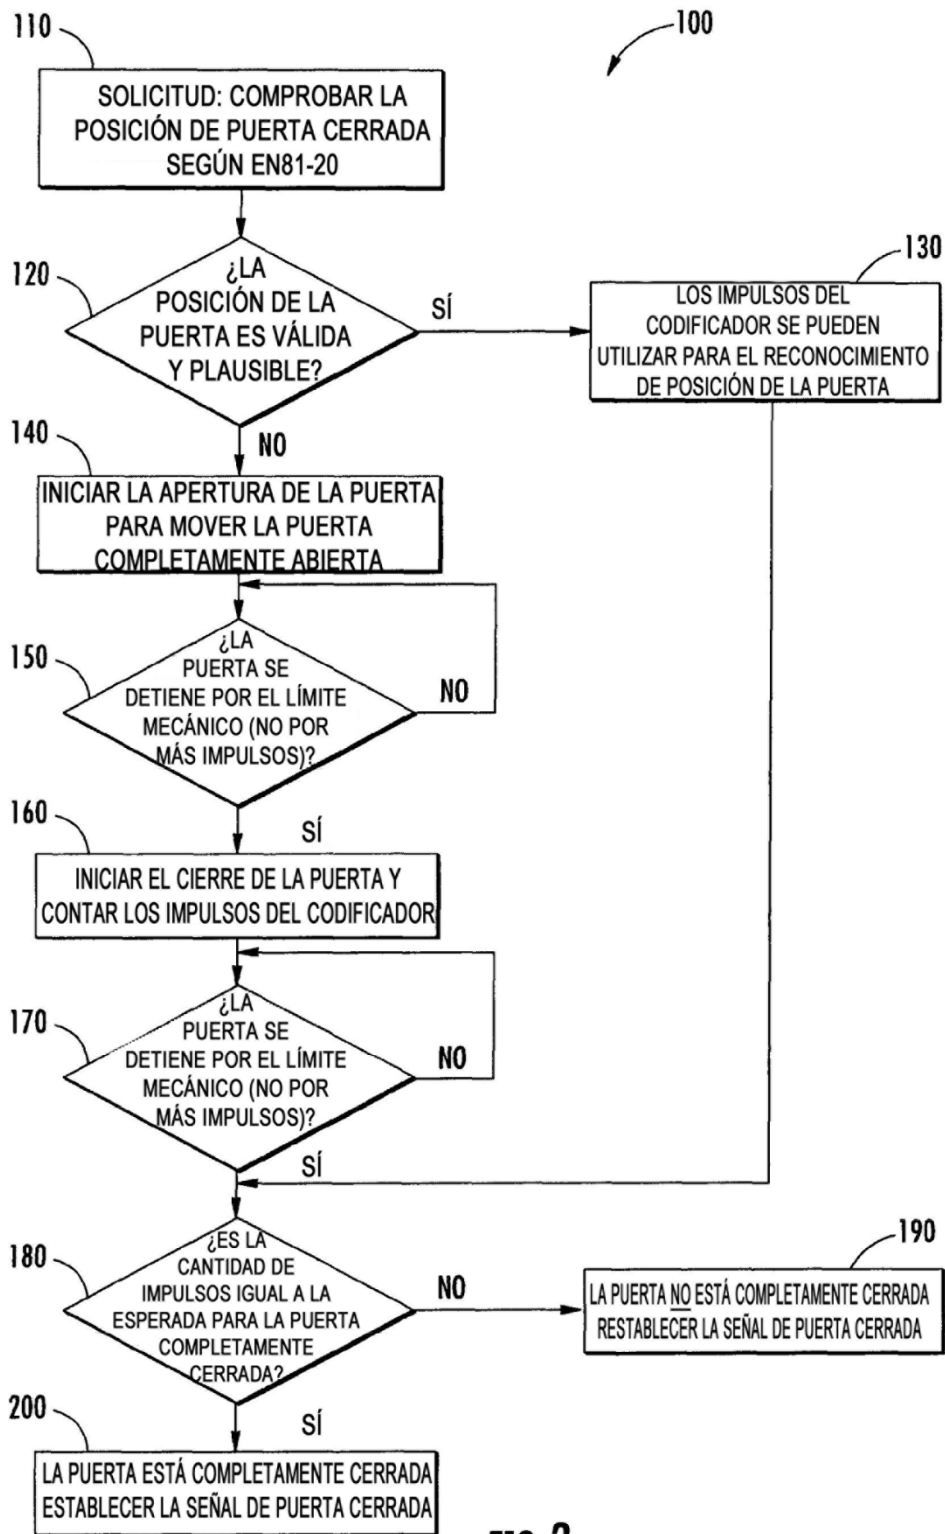 110
100
SOLICITUD: COMPROBAR LA
POSICIÓN DE PUERTA CERRADA
SEGÚN EN81-20
120
¿LA
POSICIÓN DE LA
PUERTA ES VÁLIDA
Y PLAUSIBLE?
SÍ
130
LOS IMPULSOS DEL
CODIFICADOR SE PUEDEN
UTILIZAR PARA EL RECONOCIMIENTO
DE POSICIÓN DE LA PUERTA
NO
140
INICIAR LA APERTURA DE LA PUERTA
PARA MOVER LA PUERTA
COMPLETAMENTE ABIERTA
150
¿LA
PUERTA SE
DETIENE POR EL LÍMITE
MECÁNICO (NO POR
MÁS IMPULSOS)?
NO
SÍ
160
INICIAR EL CIERRE DE LA PUERTA Y
CONTAR LOS IMPULSOS DEL CODIFICADOR
170
¿LA
PUERTA SE
DETIENE POR EL LÍMITE
MECÁNICO (NO POR
MÁS IMPULSOS)?
NO
SÍ
180
¿ES LA
CANTIDAD DE
IMPULSOS IGUAL A LA
ESPERADA PARA LA PUERTA
COMPLETAMENTE
CERRADA?
NO
190
LA PUERTA NO ESTÁ COMPLETAMENTE CERRADA
RESTABLECER LA SEÑAL DE PUERTA CERRADA
SÍ
200
LA PUERTA ESTÁ COMPLETAMENTE CERRADA
ESTABLECER LA SEÑAL DE PUERTA CERRADA